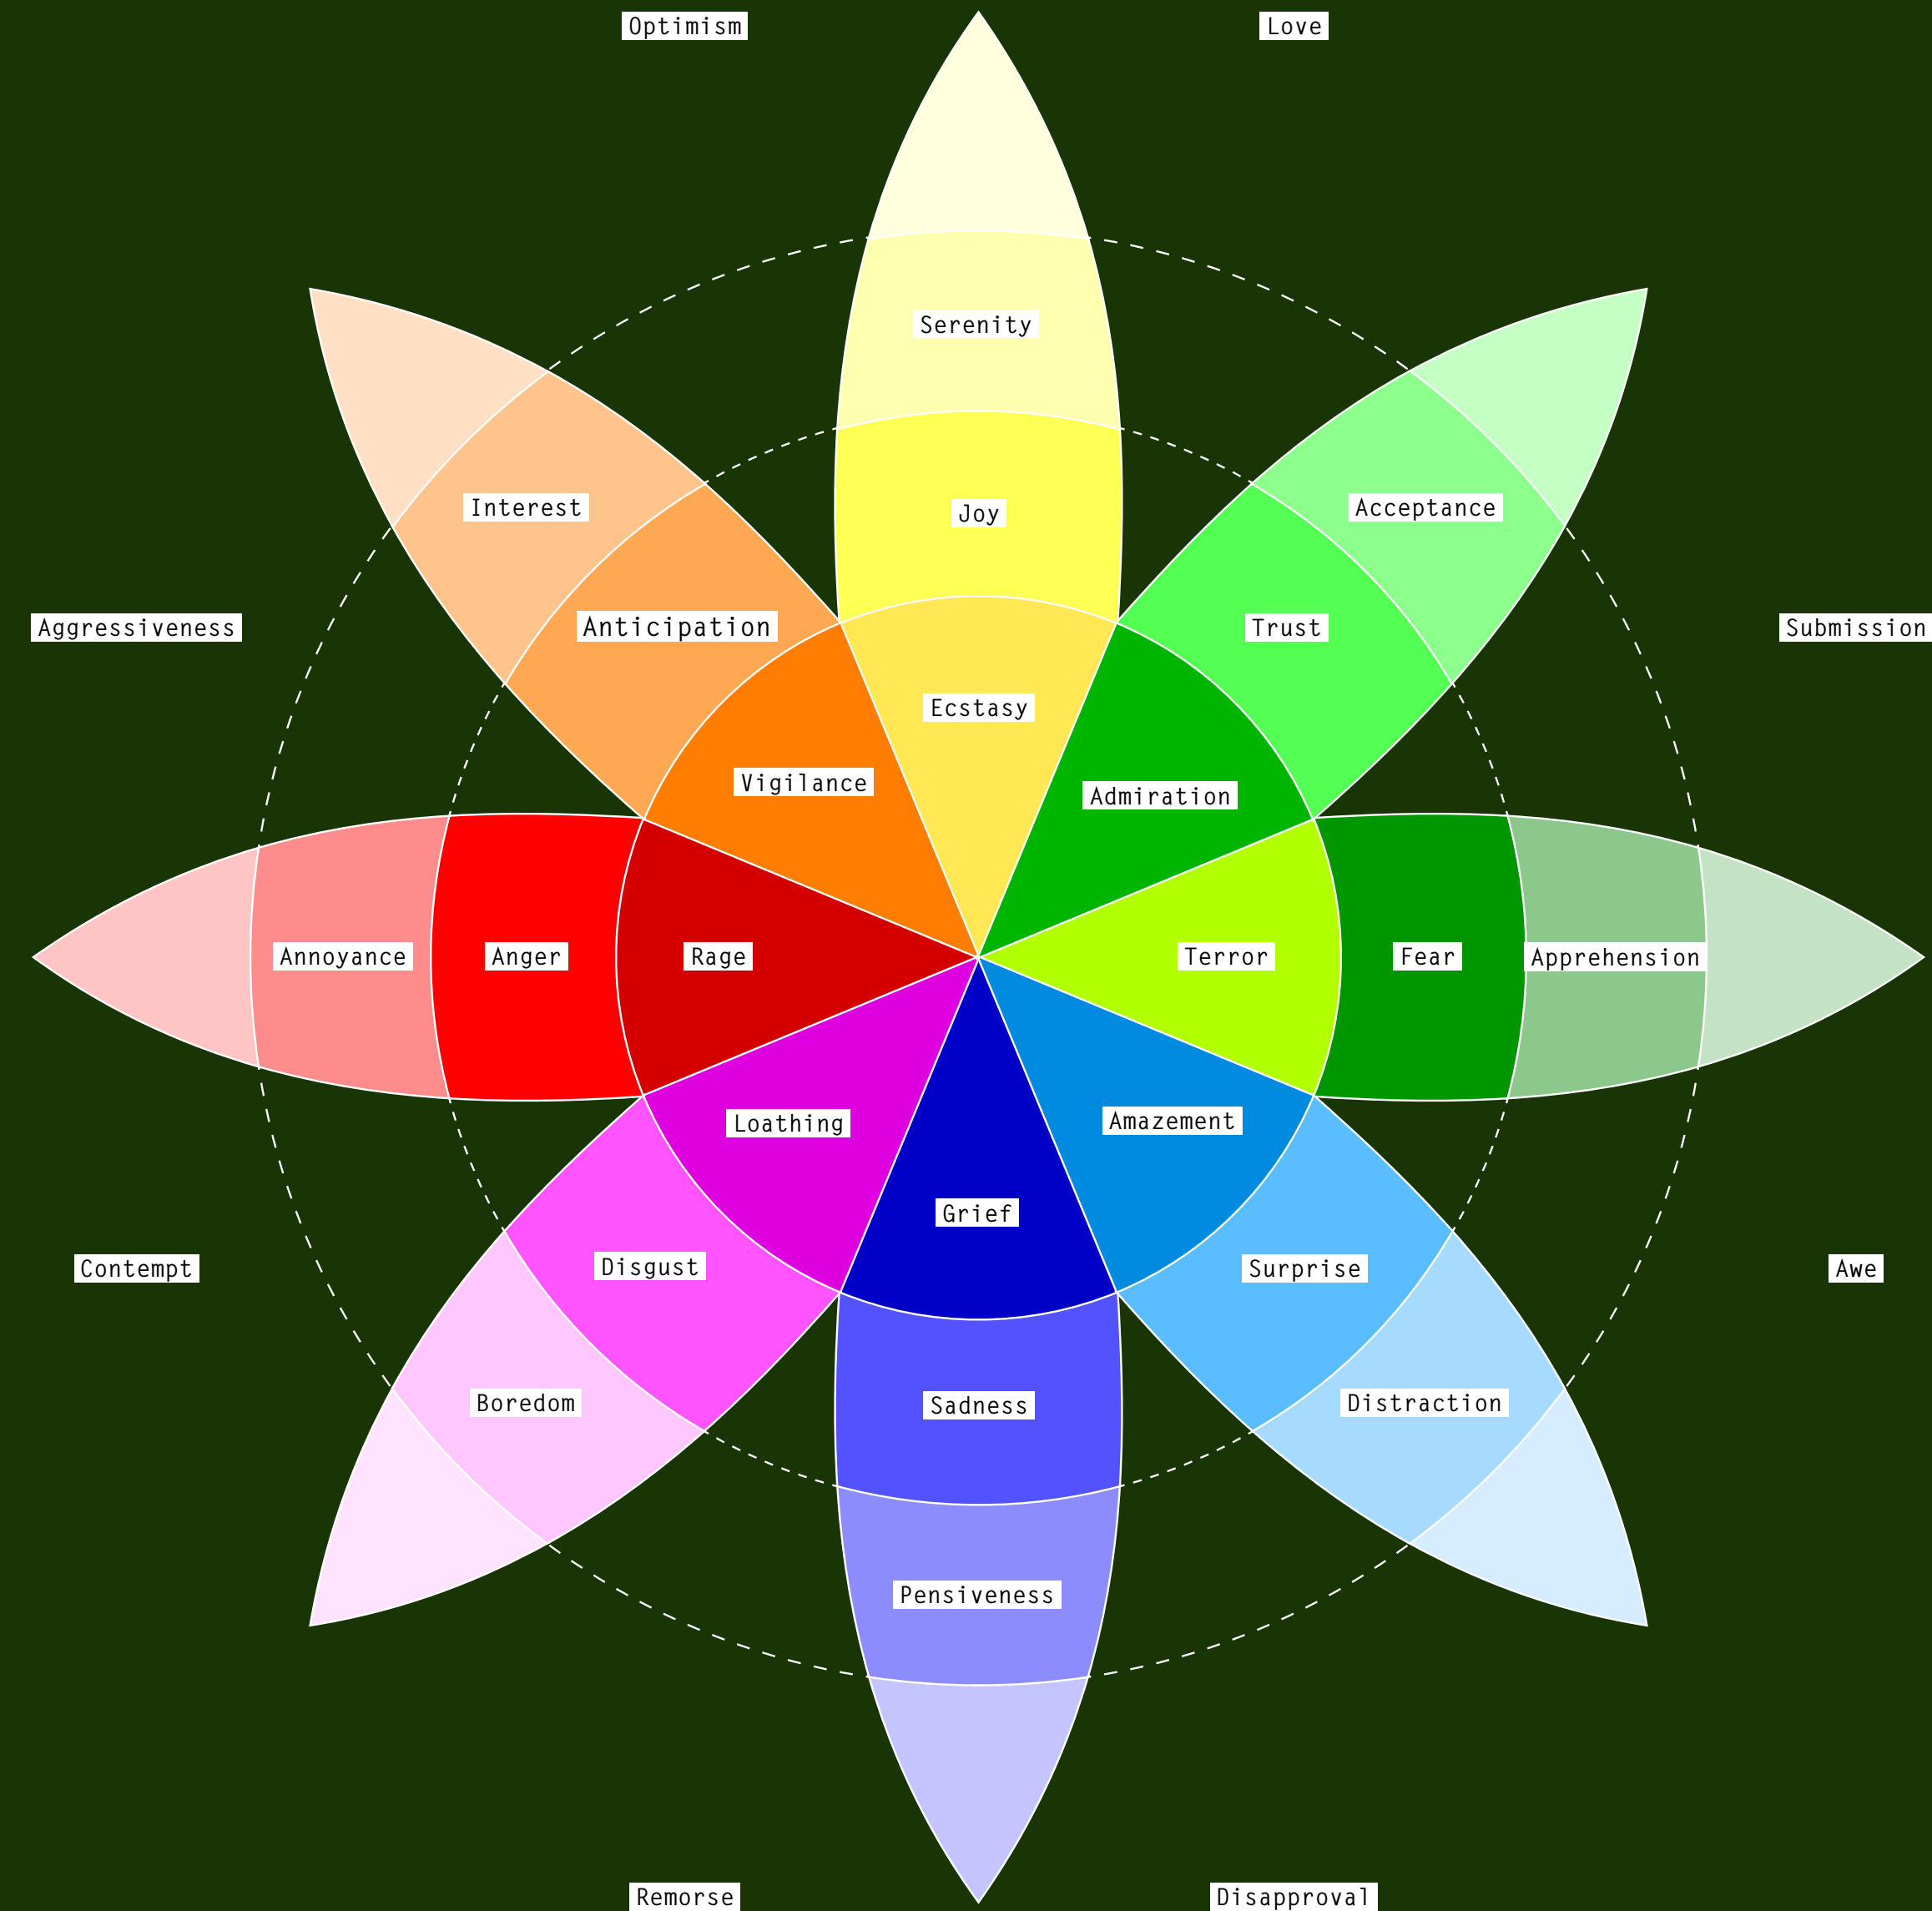 Optimism
Love
Serenity
Interest
Acceptance
Joy
Aggressiveness
Anticipation
Trust
Submission
Ecstasy
Vigilance
Admiration
Annoyance
Anger
Rage
Terror
Fear
Apprehension
Loathing
Amazement
Grief
Contempt
Disgust
Surprise
Awe
Boredom
Sadness
Distraction
Pensiveness
Remorse
Disapproval